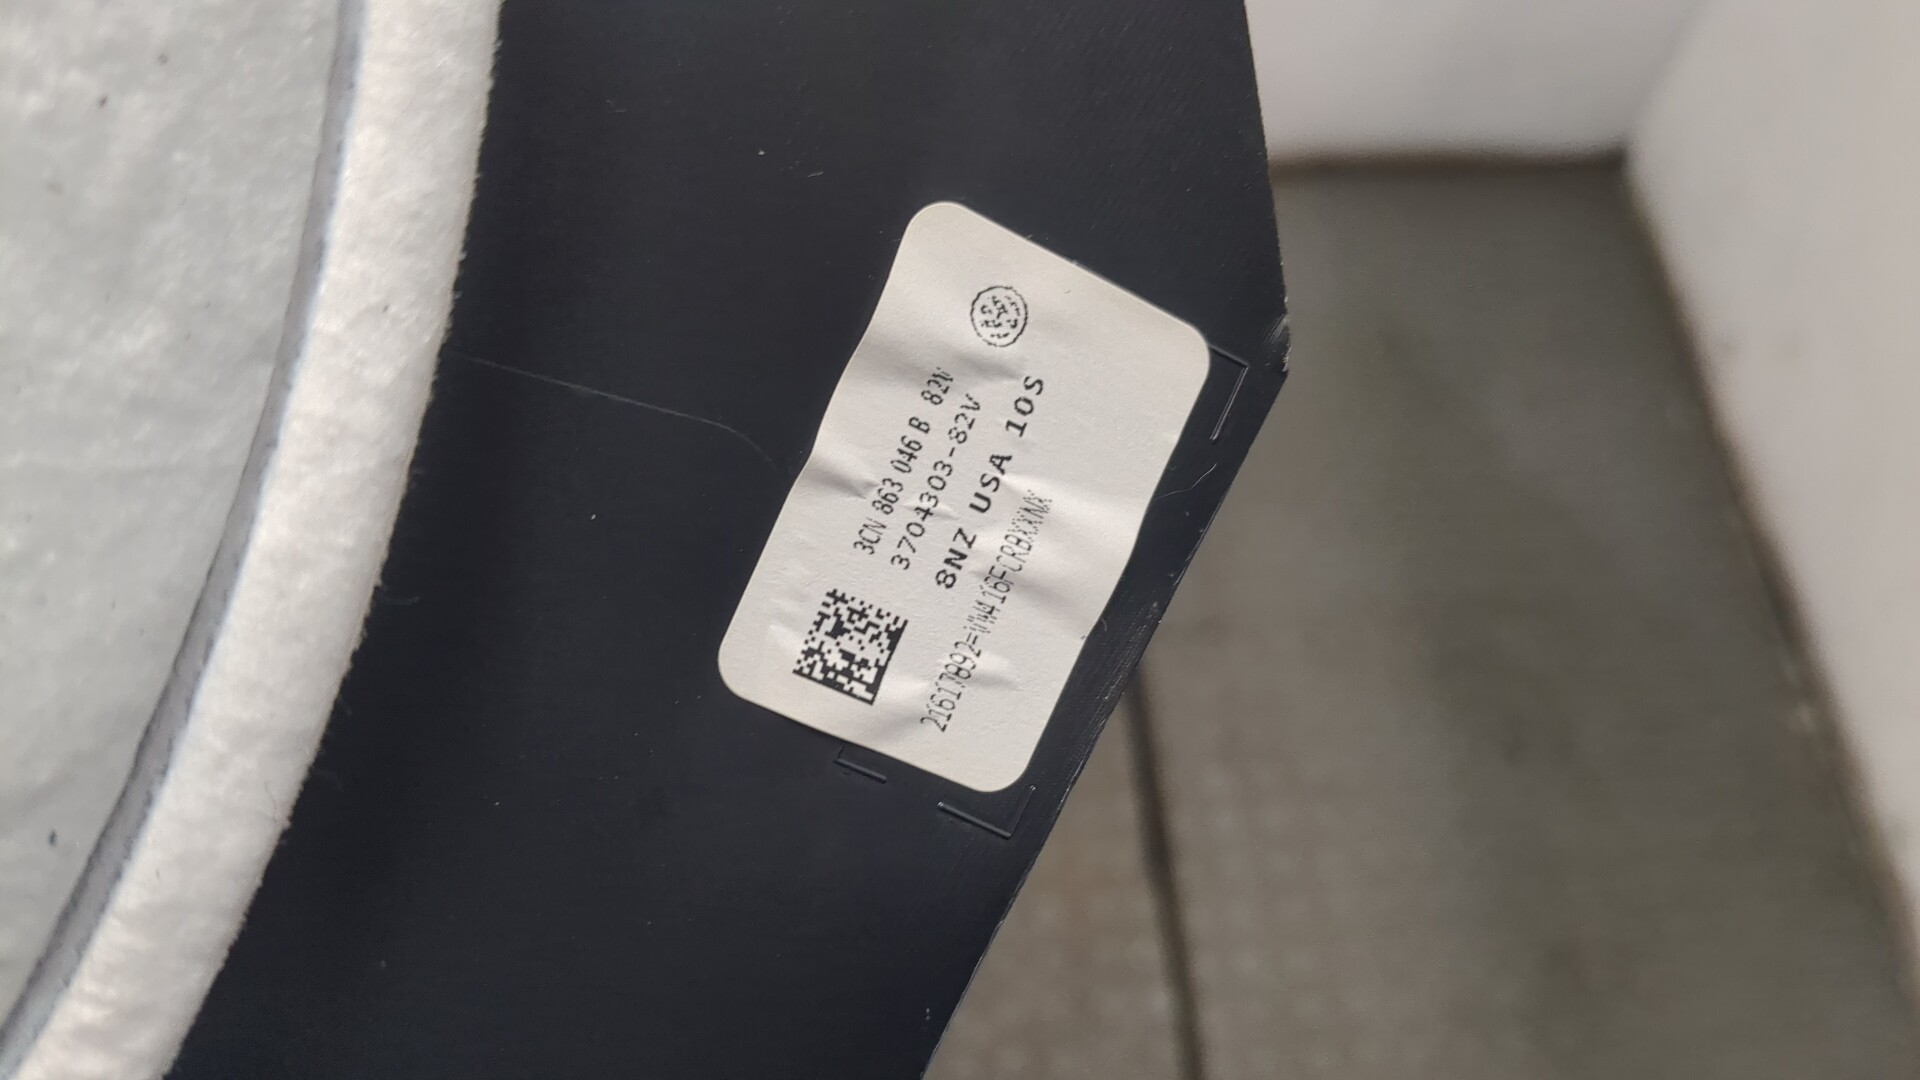 3CN 863 046 B 82V
3704303-82V
8NZ USA 10S